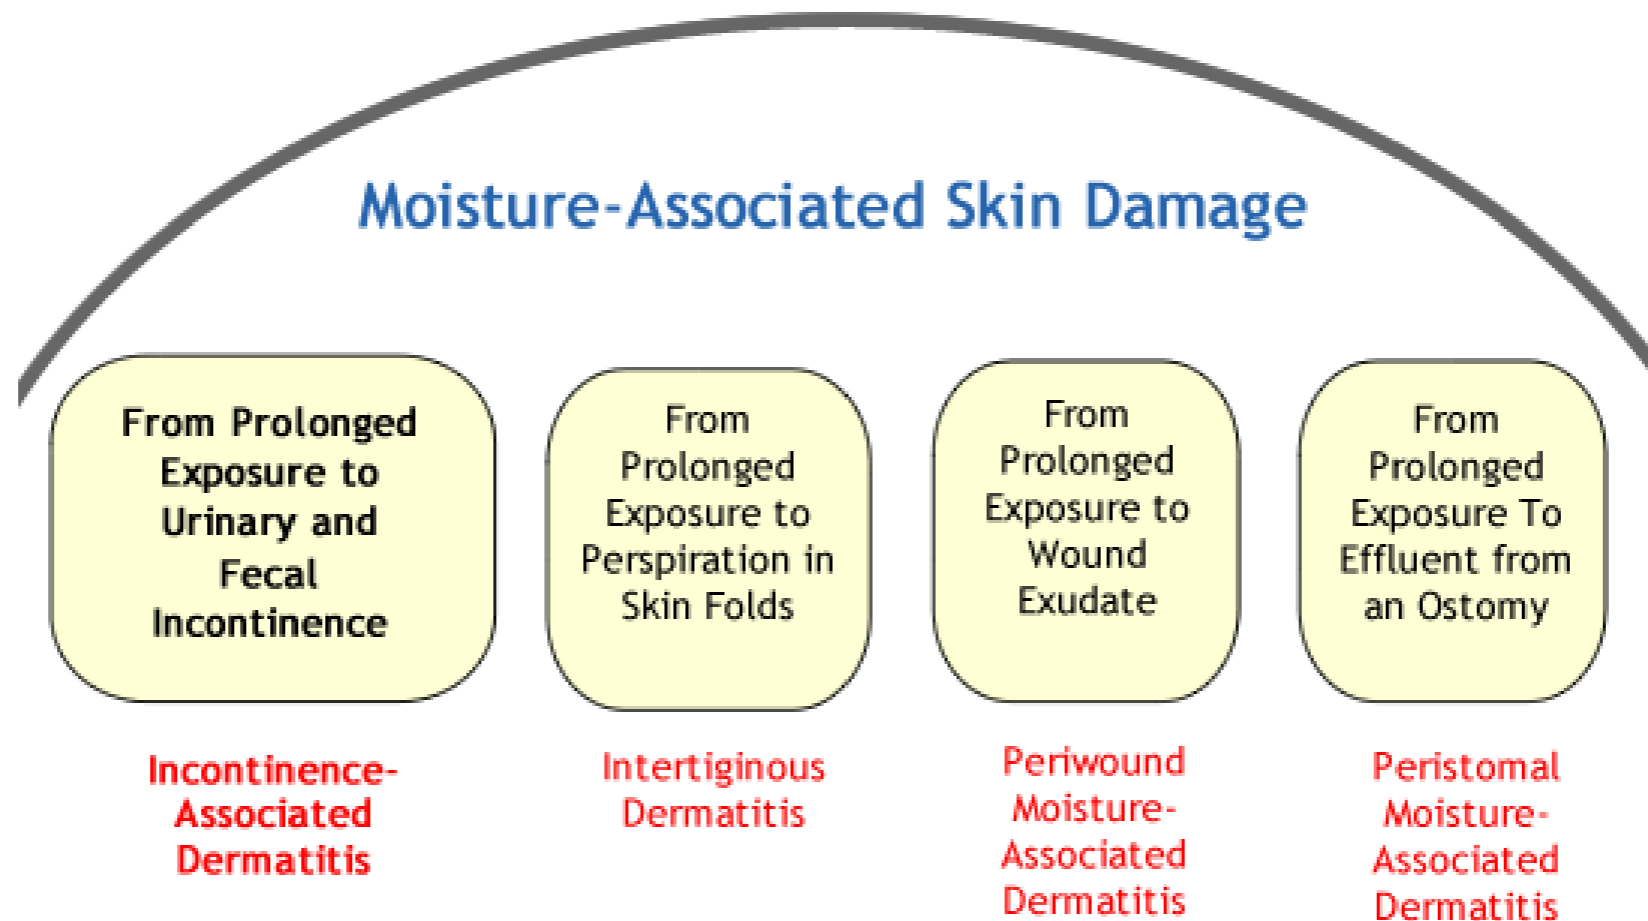 Moisture-Associated Skin Damage
From Prolonged
Exposure to
Urinary and
Fecal
Incontinence
From
Prolonged
Exposure to
Perspiration in
Skin Folds
From
Prolonged
Exposure to
Wound
Exudate
From
Prolonged
Exposure To
Effluent from
an Ostomy
Incontinence-
Associated
Dermatitis
Intertiginous
Dermatitis
Periwound
Moisture-
Associated
Dermatitis
Peristomal
Moisture-
Associated
Dermatitis